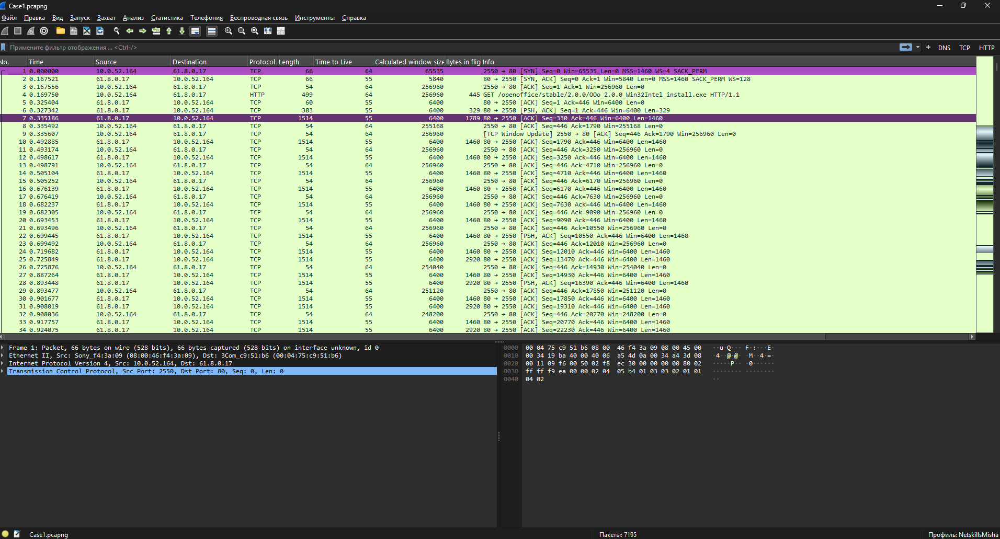 Case1.pcapng
Файл Правка Вид Запуск Захват Анализ Статистика Телефония Беспроводная связь Инструменты Справка
Примените фильтр отображения ... <Ctrl-/> + DNS TCP HTTP
No. Time Source Destination Protocol Length Time to Live Calculated window size Bytes in flig Info
1 0.000000 10.0.52.164 61.8.0.17 TCP 66 64 65535 2550 → 80 [SYN] Seq=0 Win=65535 Len=0 MSS=1460 WS=4 SACK_PERM
2 0.167521 61.8.0.17 10.0.52.164 TCP 66 55 5840 80 → 2550 [SYN, ACK] Seq=0 Ack=1 Win=5840 Len=0 MSS=1460 SACK_PERM WS=128
3 0.167556 10.0.52.164 61.8.0.17 TCP 54 64 256960 2550 → 80 [ACK] Seq=1 Ack=1 Win=256960 Len=0
4 0.169750 10.0.52.164 61.8.0.17 HTTP 499 64 256960 445 GET /openoffice/stable/2.0.0/OOo_2.0.0_Win32Intel_install.exe HTTP/1.1
5 0.325404 61.8.0.17 10.0.52.164 TCP 60 55 6400 80 → 2550 [ACK] Seq=1 Ack=446 Win=6400 Len=0
6 0.327342 61.8.0.17 10.0.52.164 TCP 383 55 6400 329 80 → 2550 [PSH, ACK] Seq=1 Ack=446 Win=6400 Len=329
7 0.335186 61.8.0.17 10.0.52.164 TCP 1514 55 6400 1789 80 → 2550 [ACK] Seq=330 Ack=446 Win=6400 Len=1460
8 0.335492 10.0.52.164 61.8.0.17 TCP 54 64 255168 2550 → 80 [ACK] Seq=446 Ack=1790 Win=255168 Len=0
9 0.335607 10.0.52.164 61.8.0.17 TCP 54 64 256960 [TCP Window Update] 2550 → 80 [ACK] Seq=446 Ack=1790 Win=256960 Len=0
10 0.492885 61.8.0.17 10.0.52.164 TCP 1514 55 6400 1460 80 → 2550 [ACK] Seq=1790 Ack=446 Win=6400 Len=1460
11 0.493174 10.0.52.164 61.8.0.17 TCP 54 64 256960 2550 → 80 [ACK] Seq=446 Ack=3250 Win=256960 Len=0
12 0.498617 61.8.0.17 10.0.52.164 TCP 1514 55 6400 1460 80 → 2550 [ACK] Seq=3250 Ack=446 Win=6400 Len=1460
13 0.498791 10.0.52.164 61.8.0.17 TCP 54 64 256960 2550 → 80 [ACK] Seq=446 Ack=4710 Win=256960 Len=0
14 0.505104 61.8.0.17 10.0.52.164 TCP 1514 55 6400 1460 80 → 2550 [ACK] Seq=4710 Ack=446 Win=6400 Len=1460
15 0.505252 10.0.52.164 61.8.0.17 TCP 54 64 256960 2550 → 80 [ACK] Seq=446 Ack=6170 Win=256960 Len=0
16 0.676139 61.8.0.17 10.0.52.164 TCP 1514 55 6400 1460 80 → 2550 [ACK] Seq=6170 Ack=446 Win=6400 Len=1460
17 0.676419 10.0.52.164 61.8.0.17 TCP 54 64 256960 2550 → 80 [ACK] Seq=446 Ack=7630 Win=256960 Len=0
18 0.682237 61.8.0.17 10.0.52.164 TCP 1514 55 6400 1460 80 → 2550 [ACK] Seq=7630 Ack=446 Win=6400 Len=1460
19 0.682305 10.0.52.164 61.8.0.17 TCP 54 64 256960 2550 → 80 [ACK] Seq=446 Ack=9090 Win=256960 Len=0
20 0.693453 61.8.0.17 10.0.52.164 TCP 1514 55 6400 1460 80 → 2550 [ACK] Seq=9090 Ack=446 Win=6400 Len=1460
21 0.693496 10.0.52.164 61.8.0.17 TCP 54 64 256960 2550 → 80 [ACK] Seq=446 Ack=10550 Win=256960 Len=0
22 0.699445 61.8.0.17 10.0.52.164 TCP 1514 55 6400 1460 80 → 2550 [PSH, ACK] Seq=10550 Ack=446 Win=6400 Len=1460
23 0.699492 10.0.52.164 61.8.0.17 TCP 54 64 256960 2550 → 80 [ACK] Seq=446 Ack=12010 Win=256960 Len=0
24 0.719682 61.8.0.17 10.0.52.164 TCP 1514 55 6400 1460 80 → 2550 [ACK] Seq=12010 Ack=446 Win=6400 Len=1460
25 0.725849 61.8.0.17 10.0.52.164 TCP 1514 55 6400 2920 80 → 2550 [ACK] Seq=13470 Ack=446 Win=6400 Len=1460
26 0.725876 10.0.52.164 61.8.0.17 TCP 54 64 254040 2550 → 80 [ACK] Seq=446 Ack=14930 Win=254040 Len=0
27 0.887264 61.8.0.17 10.0.52.164 TCP 1514 55 6400 1460 80 → 2550 [ACK] Seq=14930 Ack=446 Win=6400 Len=1460
28 0.893448 61.8.0.17 10.0.52.164 TCP 1514 55 6400 2920 80 → 2550 [PSH, ACK] Seq=16390 Ack=446 Win=6400 Len=1460
29 0.893477 10.0.52.164 61.8.0.17 TCP 54 64 251120 2550 → 80 [ACK] Seq=446 Ack=17850 Win=251120 Len=0
30 0.901677 61.8.0.17 10.0.52.164 TCP 1514 55 6400 1460 80 → 2550 [ACK] Seq=17850 Ack=446 Win=6400 Len=1460
31 0.908019 61.8.0.17 10.0.52.164 TCP 1514 55 6400 2920 80 → 2550 [ACK] Seq=19310 Ack=446 Win=6400 Len=1460
32 0.908036 10.0.52.164 61.8.0.17 TCP 54 64 248200 2550 → 80 [ACK] Seq=446 Ack=20770 Win=248200 Len=0
33 0.917757 61.8.0.17 10.0.52.164 TCP 1514 55 6400 1460 80 → 2550 [ACK] Seq=20770 Ack=446 Win=6400 Len=1460
34 0.924075 61.8.0.17 10.0.52.164 TCP 1514 55 6400 2920 80 → 2550 [ACK] Seq=22230 Ack=446 Win=6400 Len=1460
Frame 1: Packet, 66 bytes on wire (528 bits), 66 bytes captured (528 bits) on interface unknown, id 0
Ethernet II, Src: Sony_f4:3a:09 (08:00:46:f4:3a:09), Dst: 3Com_c9:51:b6 (00:04:75:c9:51:b6)
Internet Protocol Version 4, Src: 10.0.52.164, Dst: 61.8.0.17
Transmission Control Protocol, Src Port: 2550, Dst Port: 80, Seq: 0, Len: 0
0000 00 04 75 c9 51 b6 08 00 46 f4 3a 09 08 00 45 00 ··u·Q··· F·:···E·
0010 00 34 19 ba 40 00 40 06 a5 4d 0a 00 34 a4 3d 08 ·4··@·@· ·M··4·=·
0020 00 11 09 f6 00 50 02 f8 ec 30 00 00 00 00 80 02 ·····P·· ·0······
0030 ff ff f9 ea 00 00 02 04 05 b4 01 03 03 02 01 01 ········ ········
0040 04 02 ··
Case1.pcapng Пакеты: 7195 Профиль: NetskillsMisha